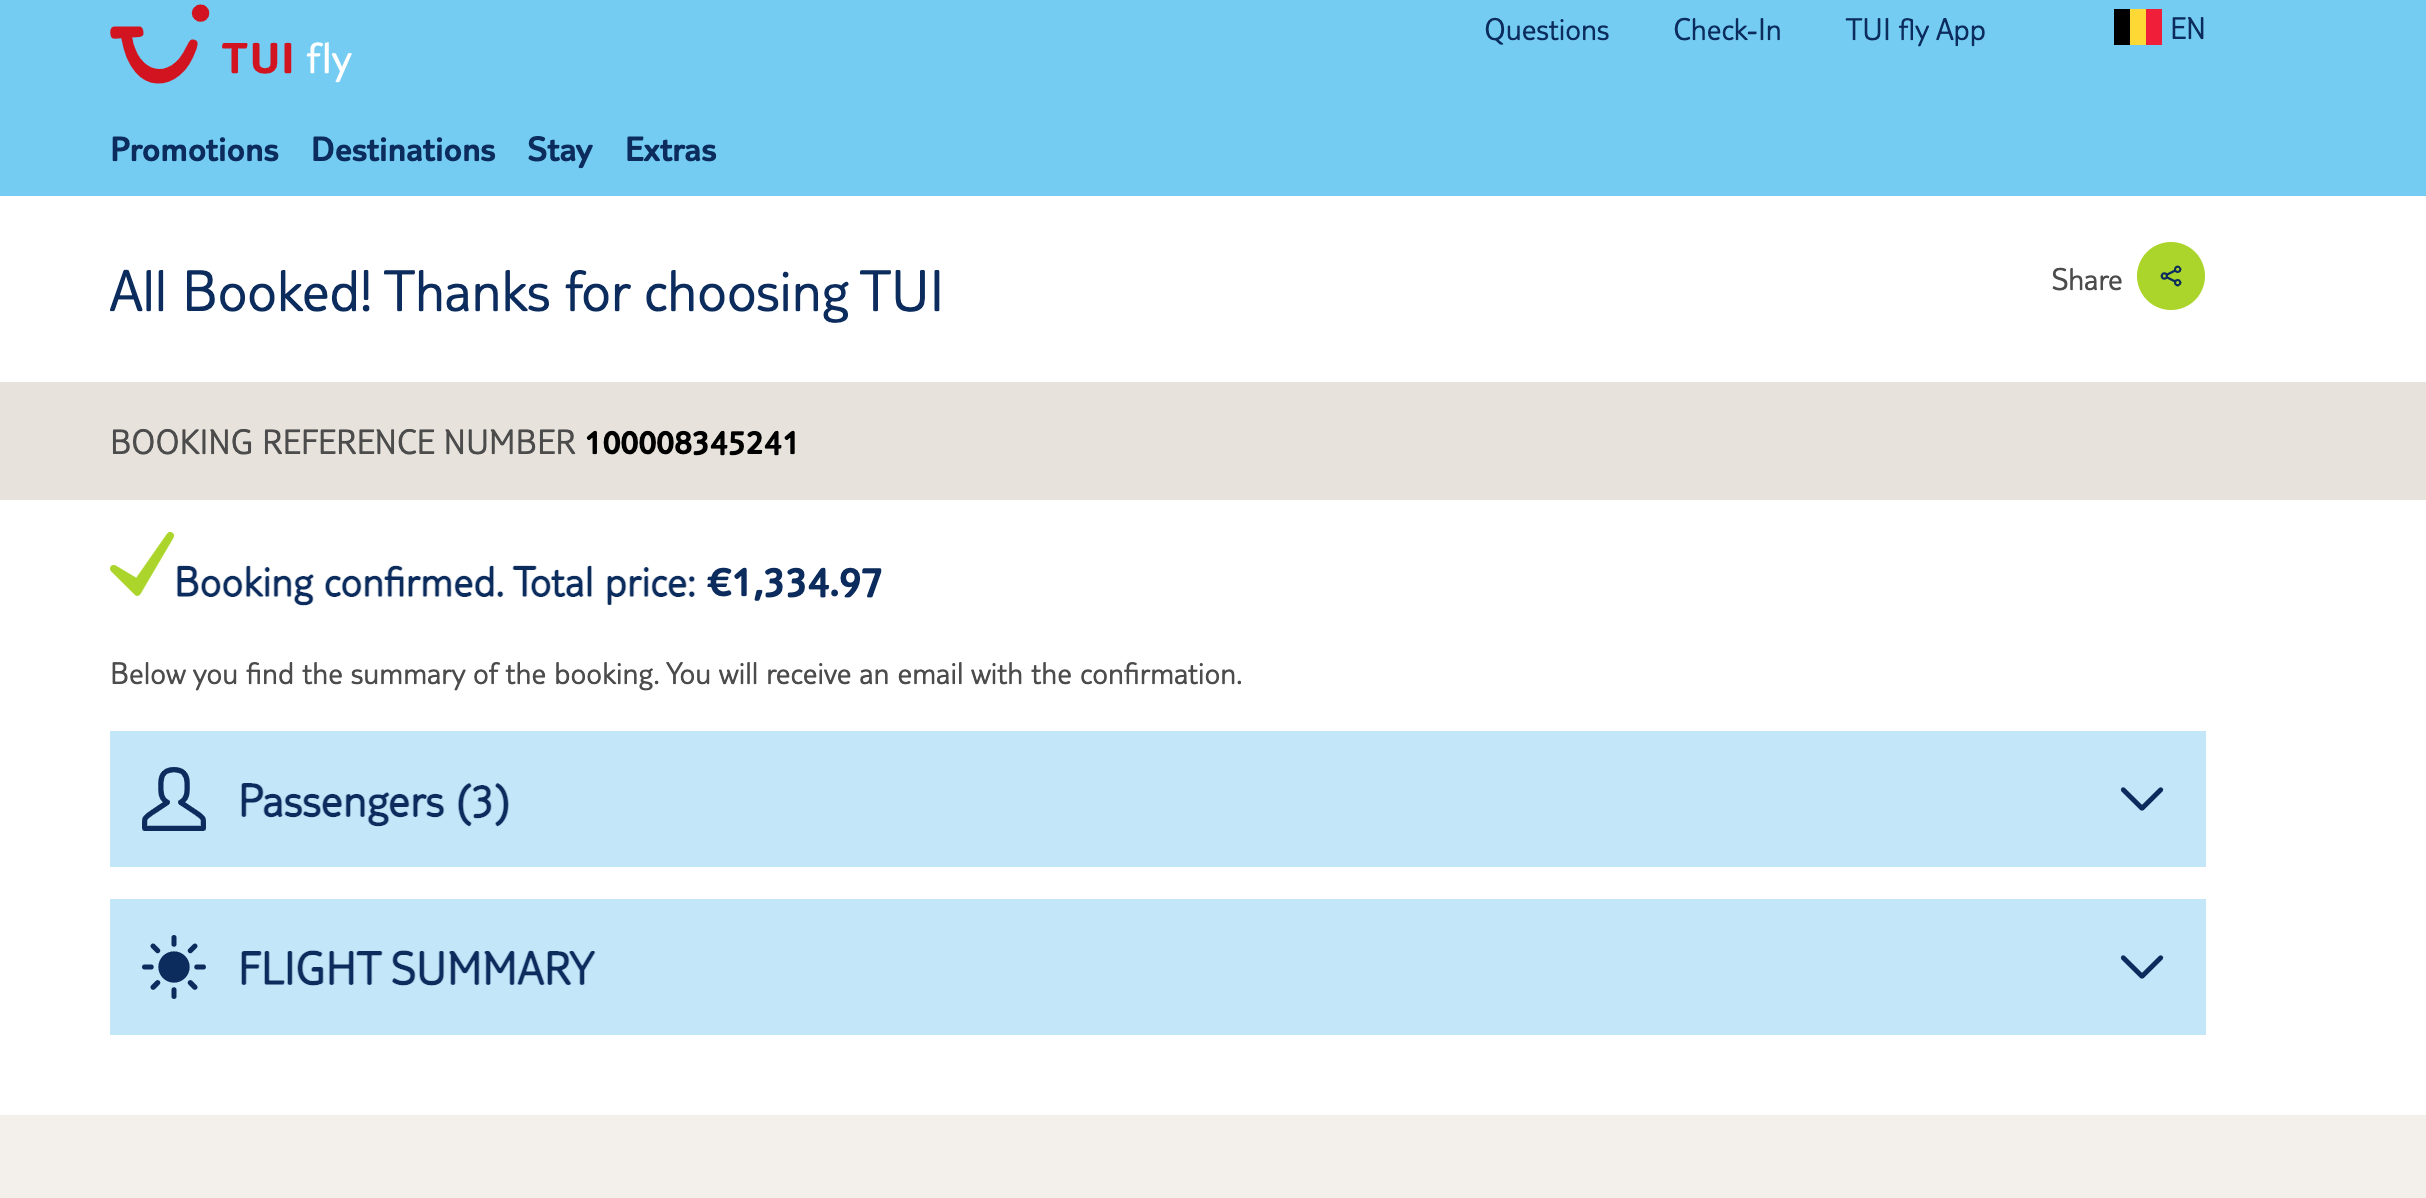 TUI fly
Questions Check-In TUI fly App EN
Promotions Destinations Stay Extras
All Booked! Thanks for choosing TUI
Share
BOOKING REFERENCE NUMBER 100008345241
Booking confirmed. Total price: €1,334.97
Below you find the summary of the booking. You will receive an email with the confirmation.
Passengers (3)
FLIGHT SUMMARY